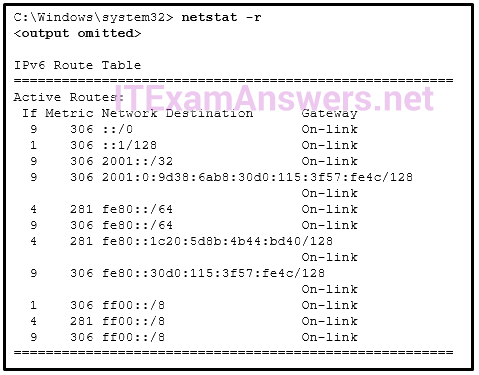 C:\Windows\system32> netstat -r
<output omitted>
IPv6 Route Table
===========================================================
Active Routes:
ITExamAnswers.net
If Metric Network Destination Gateway
9 306 ::/0 On-link
1 306 ::1/128 On-link
9 306 2001::/32 On-link
9 306 2001:0:9d38:6ab8:30d0:115:3f57:fe4c/128
On-link
4 281 fe80::/64 On-link
9 306 fe80::/64 On-link
4 281 fe80::1c20:5d8b:4b44:bd40/128
On-link
9 306 fe80::30d0:115:3f57:fe4c/128
On-link
1 306 ff00::/8 On-link
4 281 ff00::/8 On-link
9 306 ff00::/8 On-link
===========================================================